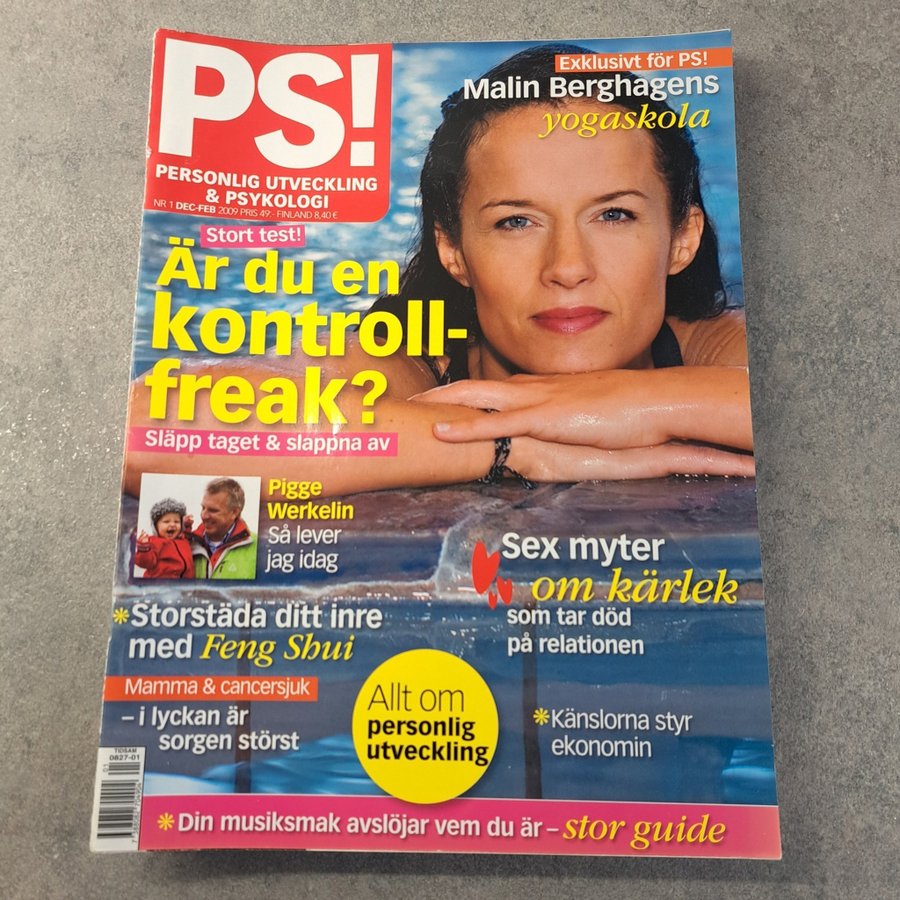 PS!
PERSONLIG UTVECKLING
& PSYKOLOGI
NR 1 DEC-FEB 2009 PRIS 49:- FINLAND 8,40 €
Exklusivt för PS!
Malin Berghagens
yogaskola
Stort test!
Är du en
kontroll-
freak?
Släpp taget & slappna av
Pigge
Werkelin
Så lever
jag idag
Sex myter
om kärlek
som tar död
på relationen
*Storstäda ditt inre
med Feng Shui
Mamma & cancersjuk
– i lyckan är
sorgen störst
Allt om
personlig
utveckling
*Känslorna styr
ekonomin
TIDSAM
0827-01
*Din musiksmak avslöjar vem du är – stor guide